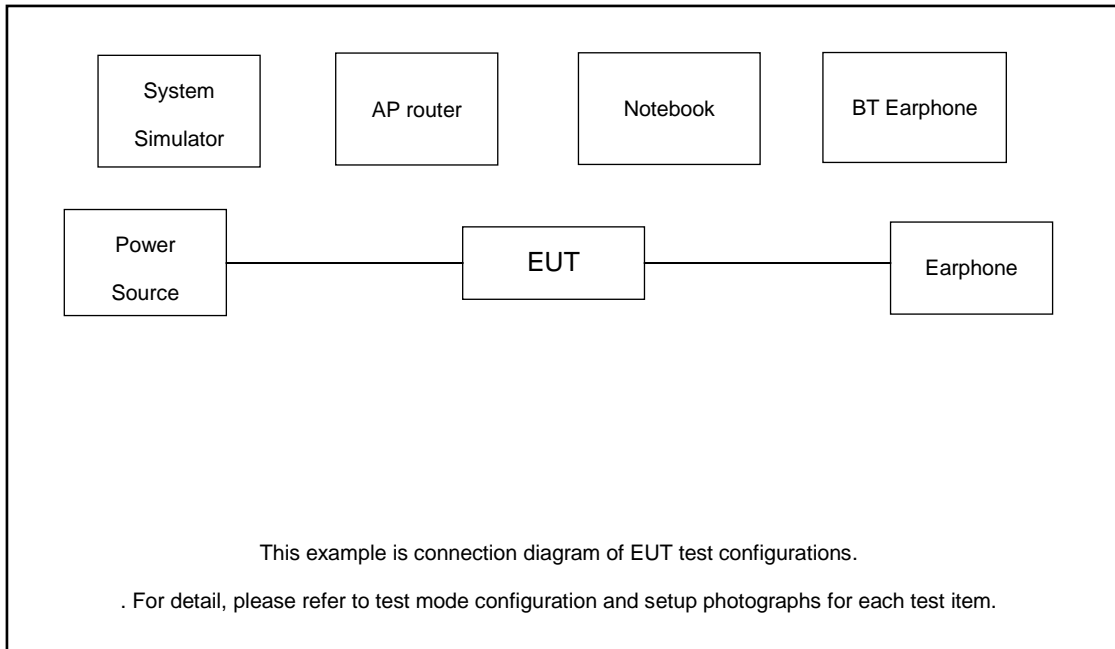 System
Simulator
AP router
Notebook
BT Earphone
Power
Source
EUT
Earphone
This example is connection diagram of EUT test configurations.
. For detail, please refer to test mode configuration and setup photographs for each test item.